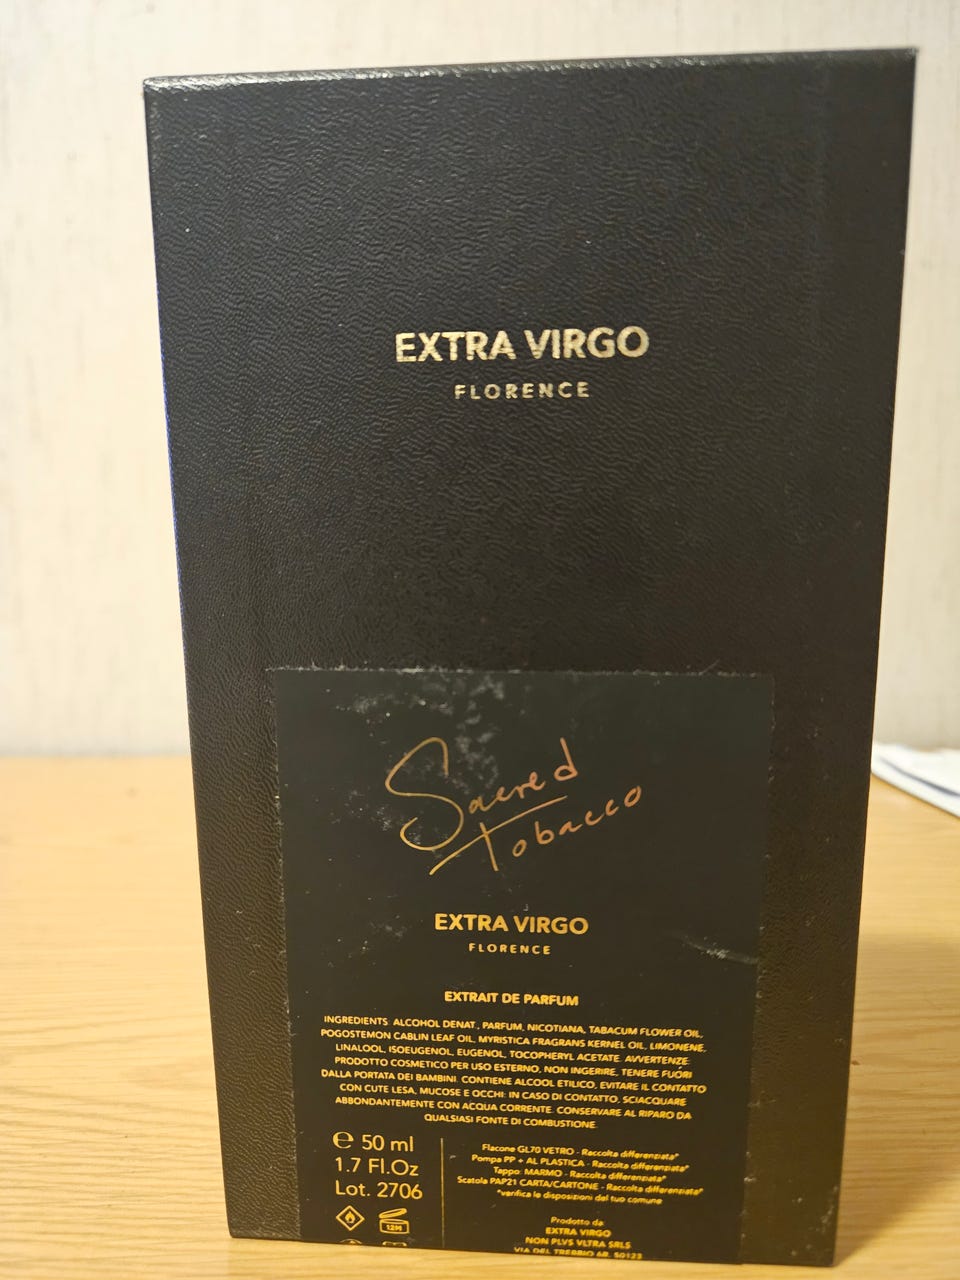 EXTRA VIRGO
FLORENCE
Sacred
Tobacco
EXTRA VIRGO
FLORENCE
EXTRAIT DE PARFUM
INGREDIENTS: ALCOHOL DENAT., PARFUM, NICOTIANA, TABACUM FLOWER OIL,
POGOSTEMON CABLIN LEAF OIL, MYRISTICA FRAGRANS KERNEL OIL, LIMONENE,
LINALOOL, ISOEUGENOL, EUGENOL, TOCOPHERYL ACETATE. AVVERTENZE:
PRODOTTO COSMETICO PER USO ESTERNO, NON INGERIRE, TENERE FUORI
DALLA PORTATA DEI BAMBINI. CONTIENE ALCOOL ETILICO, EVITARE IL CONTATTO
CON CUTE LESA, MUCOSE E OCCHI: IN CASO DI CONTATTO, SCIACQUARE
ABBONDANTEMENTE CON ACQUA CORRENTE. CONSERVARE AL RIPARO DA
QUALSIASI FONTE DI COMBUSTIONE.
℮ 50 ml
1.7 Fl.Oz
Lot. 2706
12M
Flacone GL70 VETRO - Raccolta differenziata*
Pompa PP + AL PLASTICA - Raccolta differenziata*
Tappo: MARMO - Raccolta differenziata*
Scatola PAP21 CARTA/CARTONE - Raccolta differenziata*
*verifica le disposizioni del tuo comune
Prodotto da:
EXTRA VIRGO
NON PLVS VLTRA SRLS
VIA DEL TREBBIO 6R, 50123